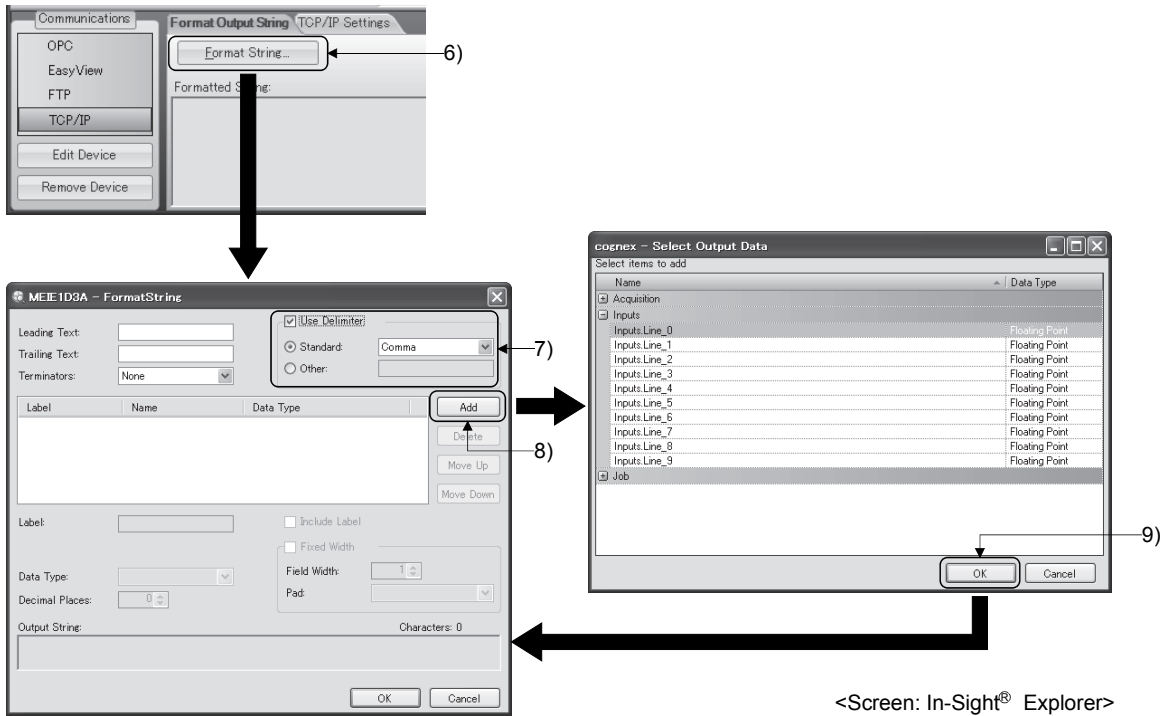 Communications
OPC
EasyView
FTP
TCP/IP
Edit Device
Remove Device
Format Output String TCP/IP Settings
Format String...
6)
Formatted
MEIE1D3A - FormatString
Leading Text:
Trailing Text:
Terminators: None
Use Delimiter
Standard: Comma
Other:
7)
Label Name Data Type
Add
Delete
Move Up
Move Down
8)
Label:
Include Label
Fixed Width
Data Type:
Field Width: 1
Decimal Places: 0
Pad:
Output String:
Characters: 0
OK Cancel
cognex - Select Output Data
Select items to add
Name Data Type
Acquisition
Inputs
Inputs.Line_0 Floating Point
Inputs.Line_1 Floating Point
Inputs.Line_2 Floating Point
Inputs.Line_3 Floating Point
Inputs.Line_4 Floating Point
Inputs.Line_5 Floating Point
Inputs.Line_6 Floating Point
Inputs.Line_7 Floating Point
Inputs.Line_8 Floating Point
Inputs.Line_9 Floating Point
Job
9)
OK Cancel
<Screen: In-Sight® Explorer>